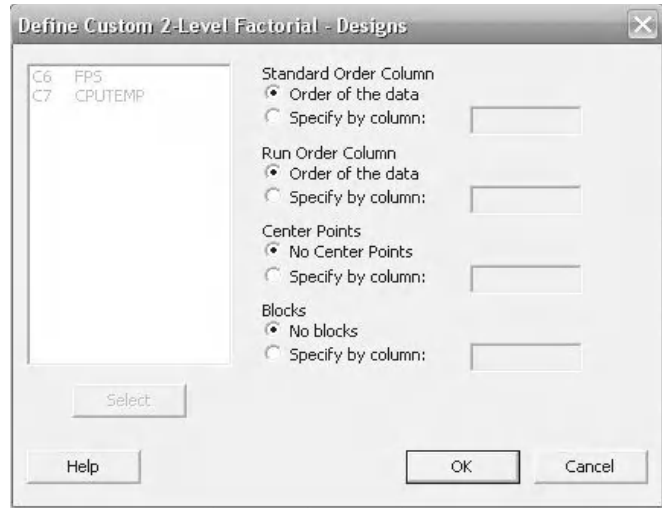 Define Custom 2-Level Factorial - Designs
C6 FPS
C7 CPUTEMP
Standard Order Column
Order of the data
Specify by column:
Run Order Column
Order of the data
Specify by column:
Center Points
No Center Points
Specify by column:
Blocks
No blocks
Specify by column:
Select
Help
OK
Cancel